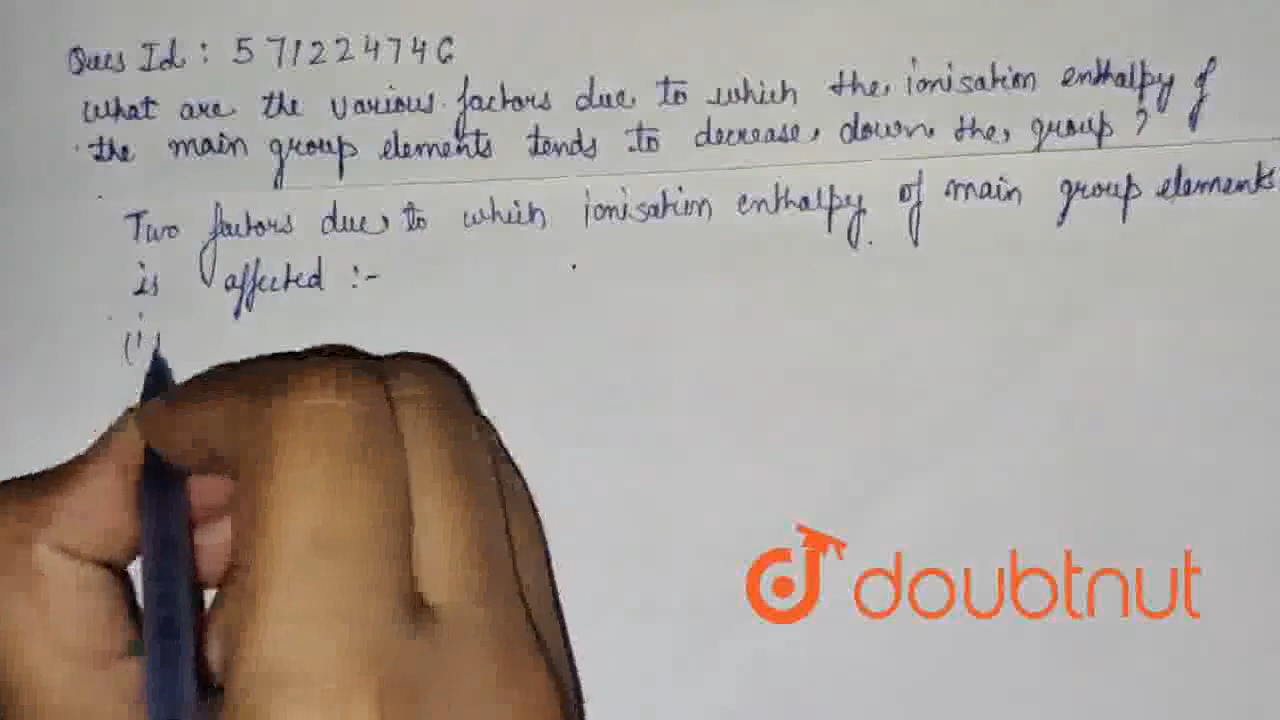 Ques Id : 571224746
What are the various factors due to which the ionisation enthalpy of
the main group elements tends to decrease down the group ?
Two factors due to which ionisation enthalpy of main group elements
is affected :-
(i)
doubtnut